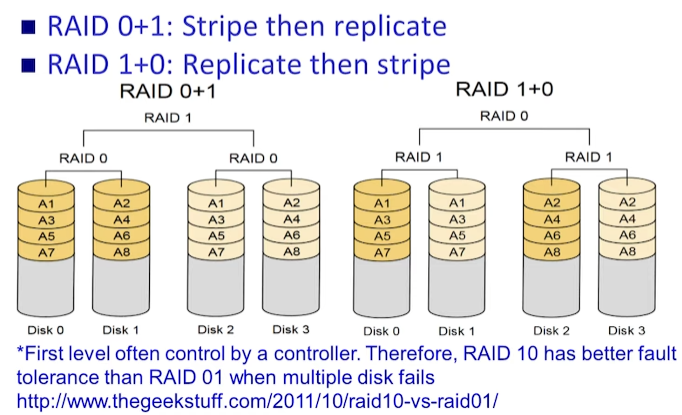 RAID 0+1: Stripe then replicate
RAID 1+0: Replicate then stripe
RAID 0+1
RAID 1
RAID 0 RAID 0
A1 A2 A1 A2
A3 A4 A3 A4
A5 A6 A5 A6
A7 A8 A7 A8
Disk 0 Disk 1 Disk 2 Disk 3
RAID 1+0
RAID 0
RAID 1 RAID 1
A1 A1 A2 A2
A3 A3 A4 A4
A5 A5 A6 A6
A7 A7 A8 A8
Disk 0 Disk 1 Disk 2 Disk 3
*First level often control by a controller. Therefore, RAID 10 has better fault
tolerance than RAID 01 when multiple disk fails
http://www.thegeekstuff.com/2011/10/raid10-vs-raid01/